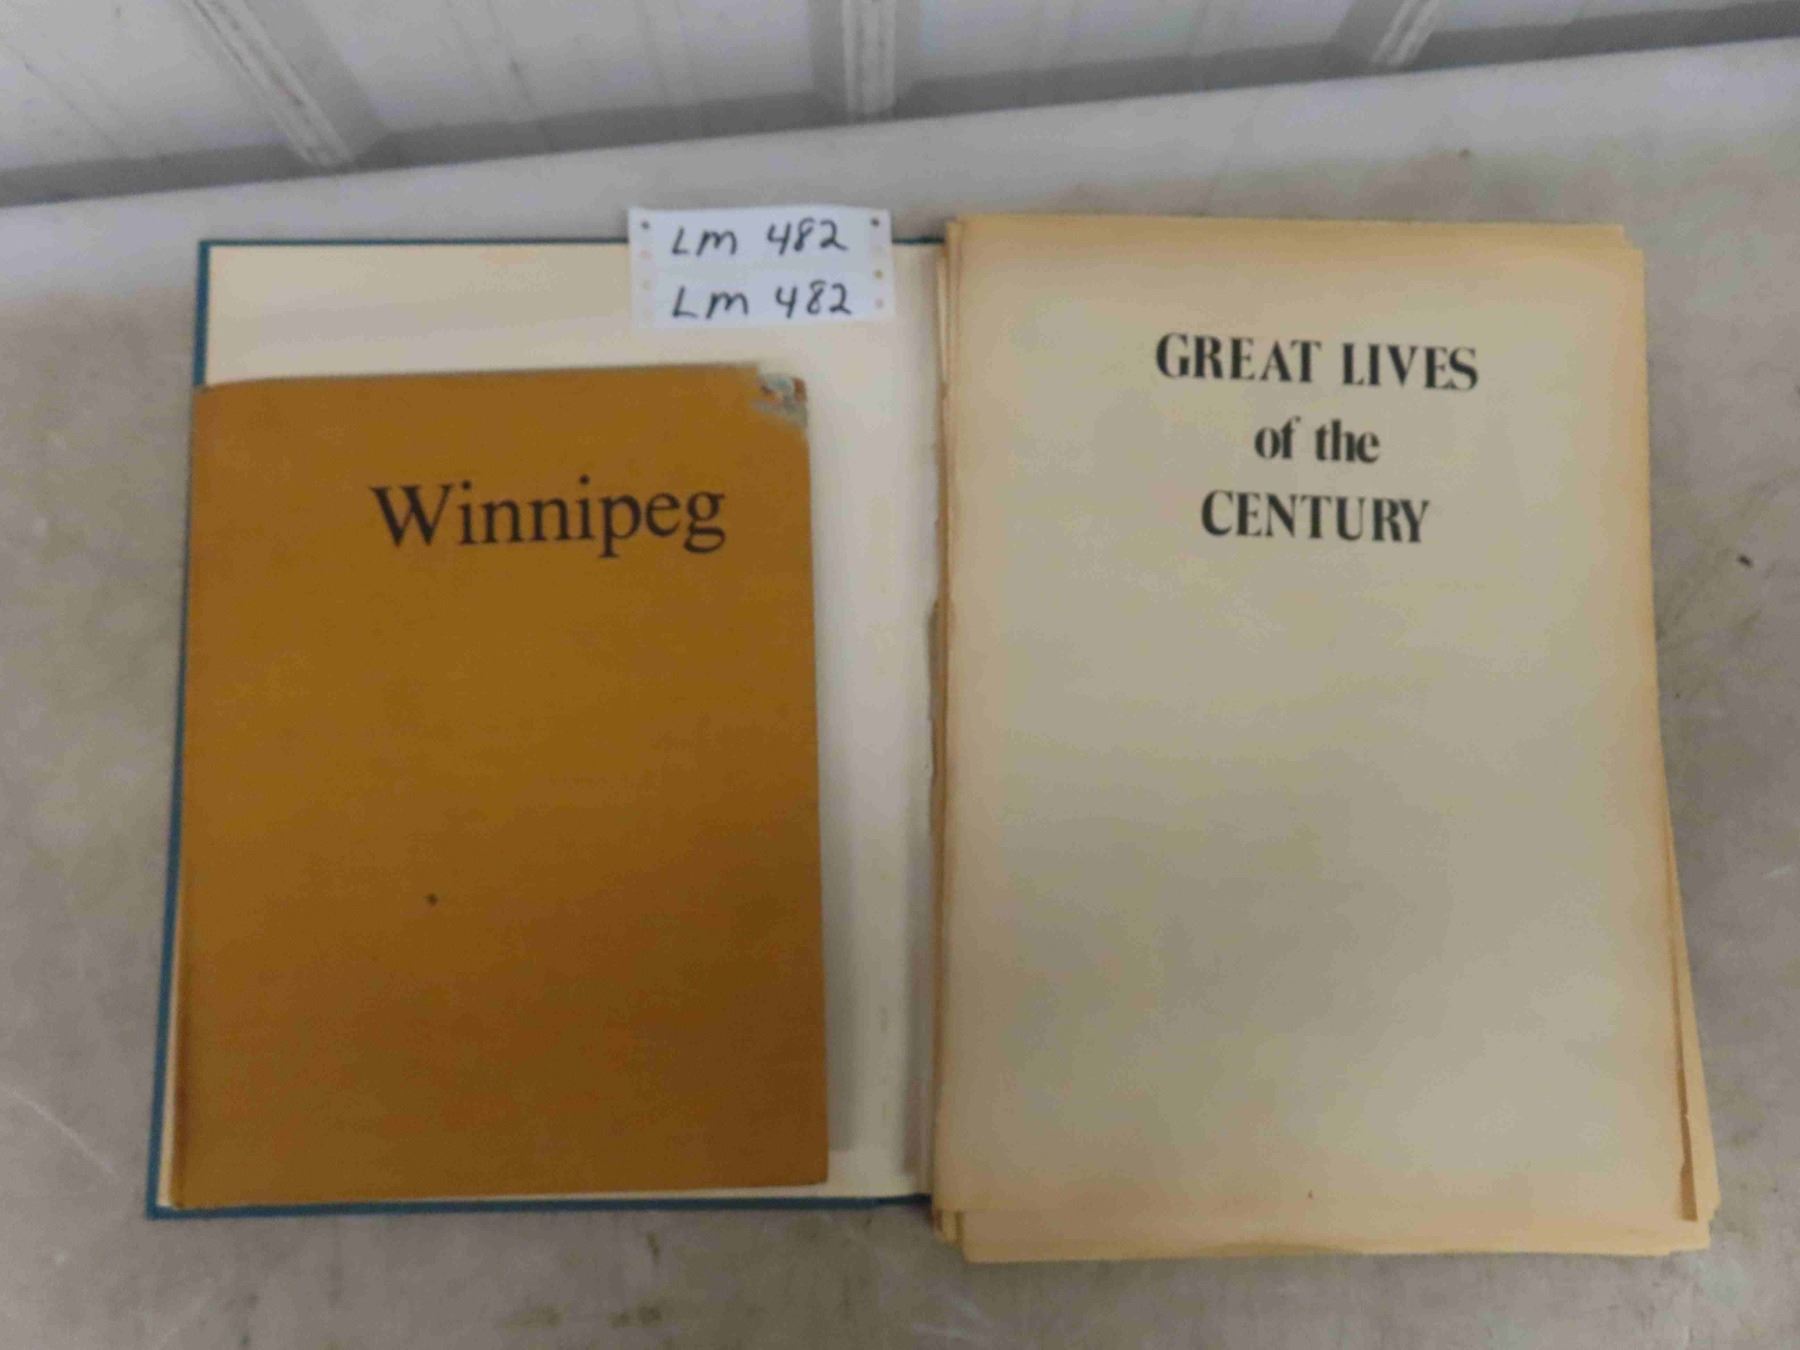 Lm 482
Lm 482
Winnipeg
GREAT LIVES
of the
CENTURY